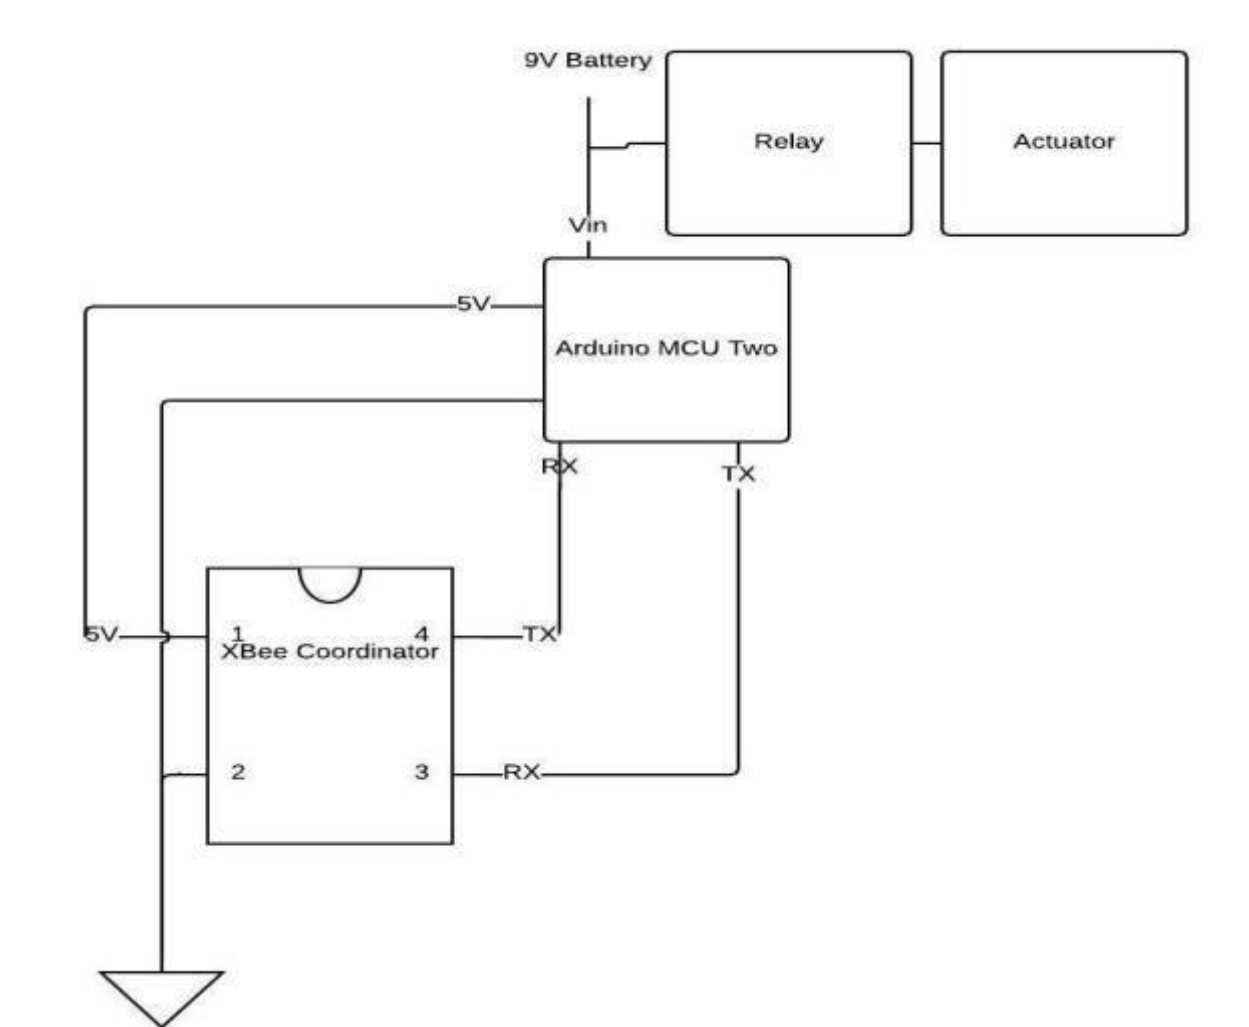 9V Battery
Relay
Actuator
Vin
5V
Arduino MCU Two
RX
TX
5V
1
4
TX
XBee Coordinator
2
3
RX